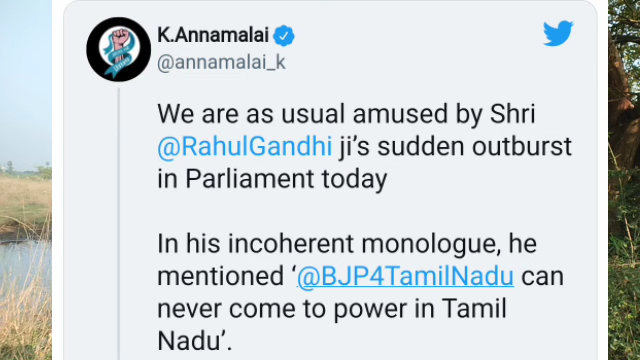 K.Annamalai
@annamalai_k
We are as usual amused by Shri
@RahulGandhi ji’s sudden outburst
in Parliament today
In his incoherent monologue, he
mentioned ‘@BJP4TamilNadu can
never come to power in Tamil
Nadu’.